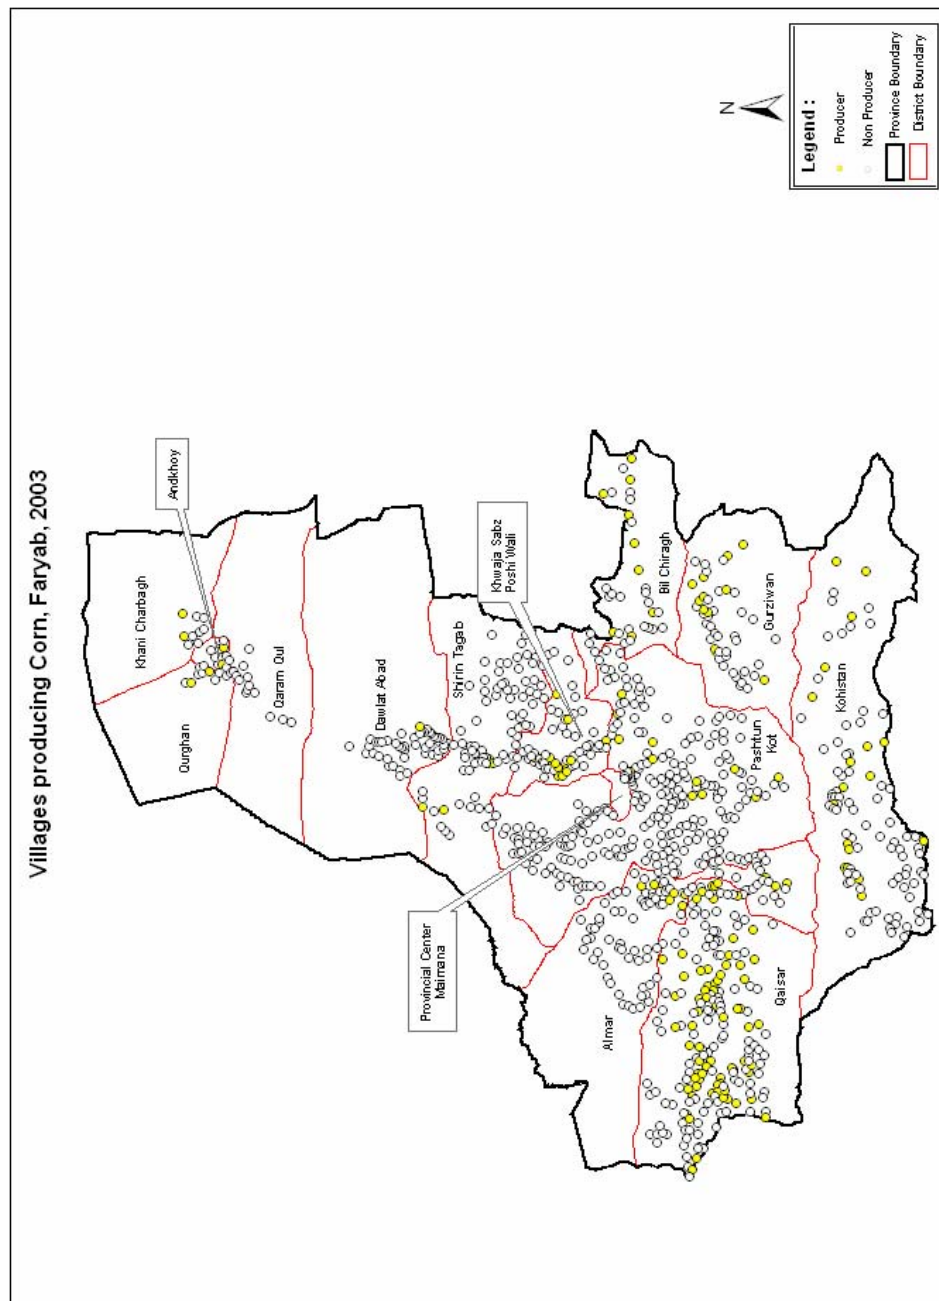 Villages producing Corn, Faryab, 2003
Andkhoy
Khani Charbagh
Qurghan
Qaram Qul
Dawlat Abad
Shirin Tagab
Khwaja Sabz
Poshi Wali
Provincial Center
Maimana
Bil Chiragh
Gurziwan
Pashtun
Kot
Almar
Qaisar
Kohistan
N
Legend :
Producer
Non Producer
Province Boundary
District Boundary